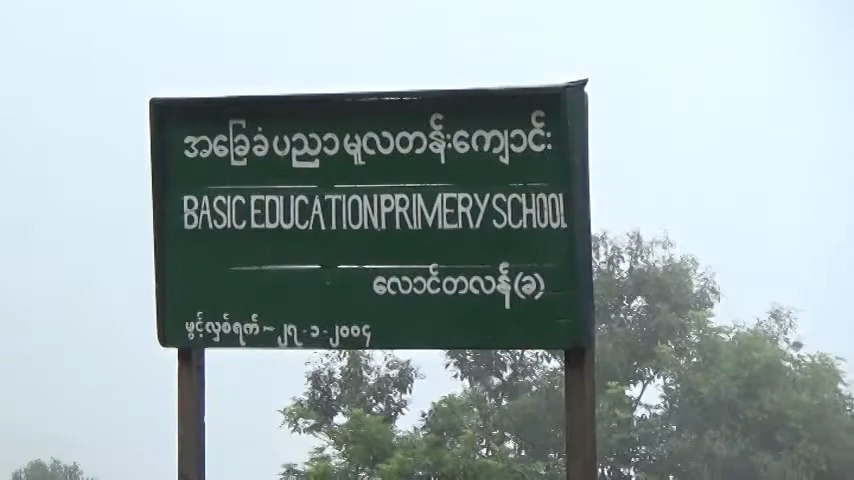 အခြေခံပညာမူလတန်းကျောင်း
BASIC EDUCATION PRIMERY SCHOOL
လောင်တလန်(ခ)
ဖွင့်လှစ်ရက် - ၁၇ - ၁ - ၂၀၀၄